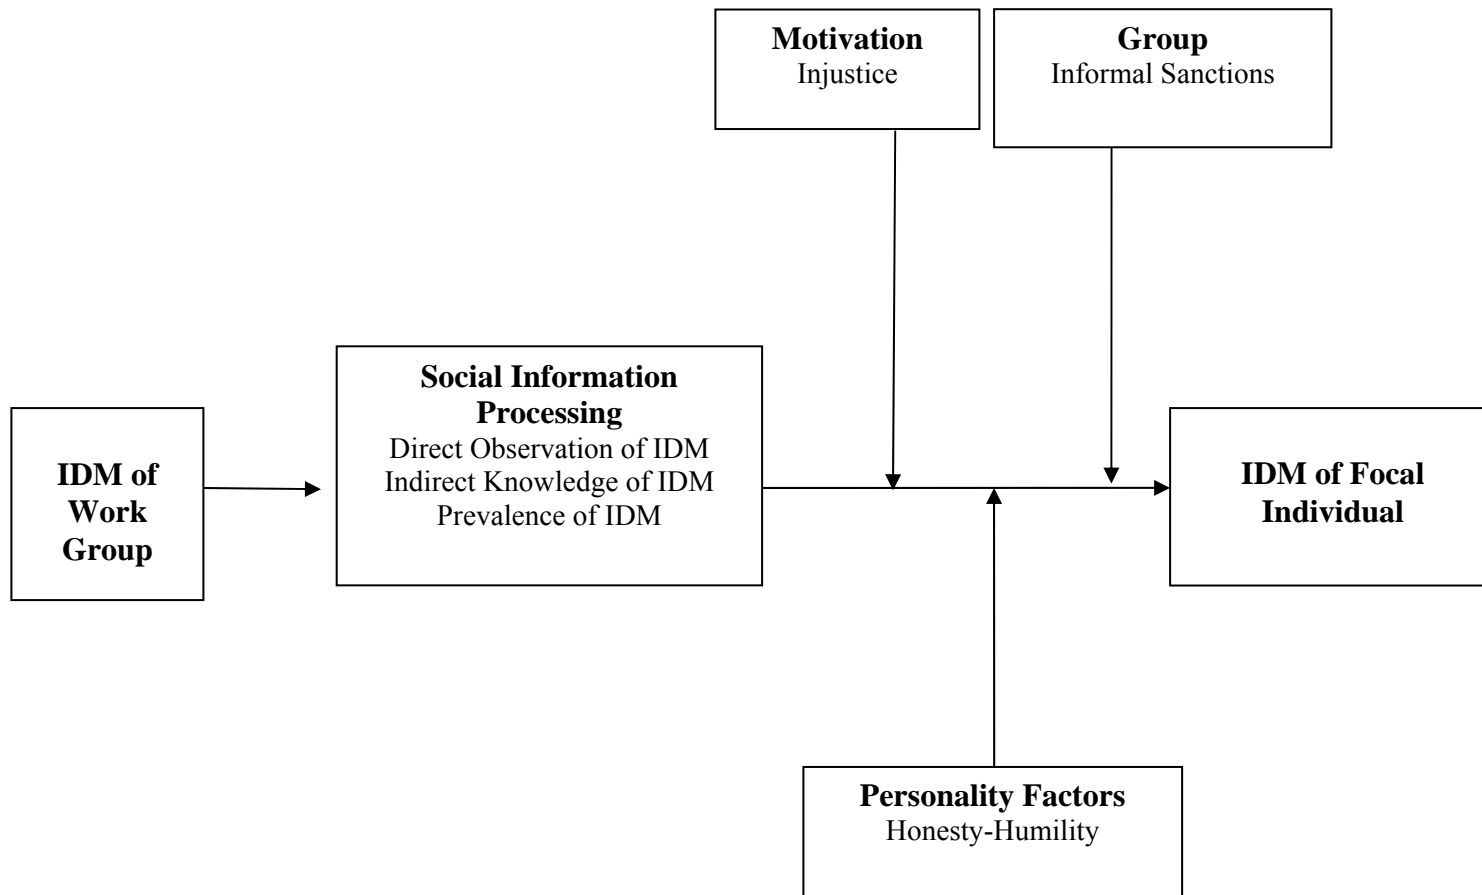 Motivation
Injustice
Group
Informal Sanctions
Social Information
Processing
Direct Observation of IDM
Indirect Knowledge of IDM
Prevalence of IDM
IDM of
Work
Group
IDM of Focal
Individual
Personality Factors
Honesty-Humility